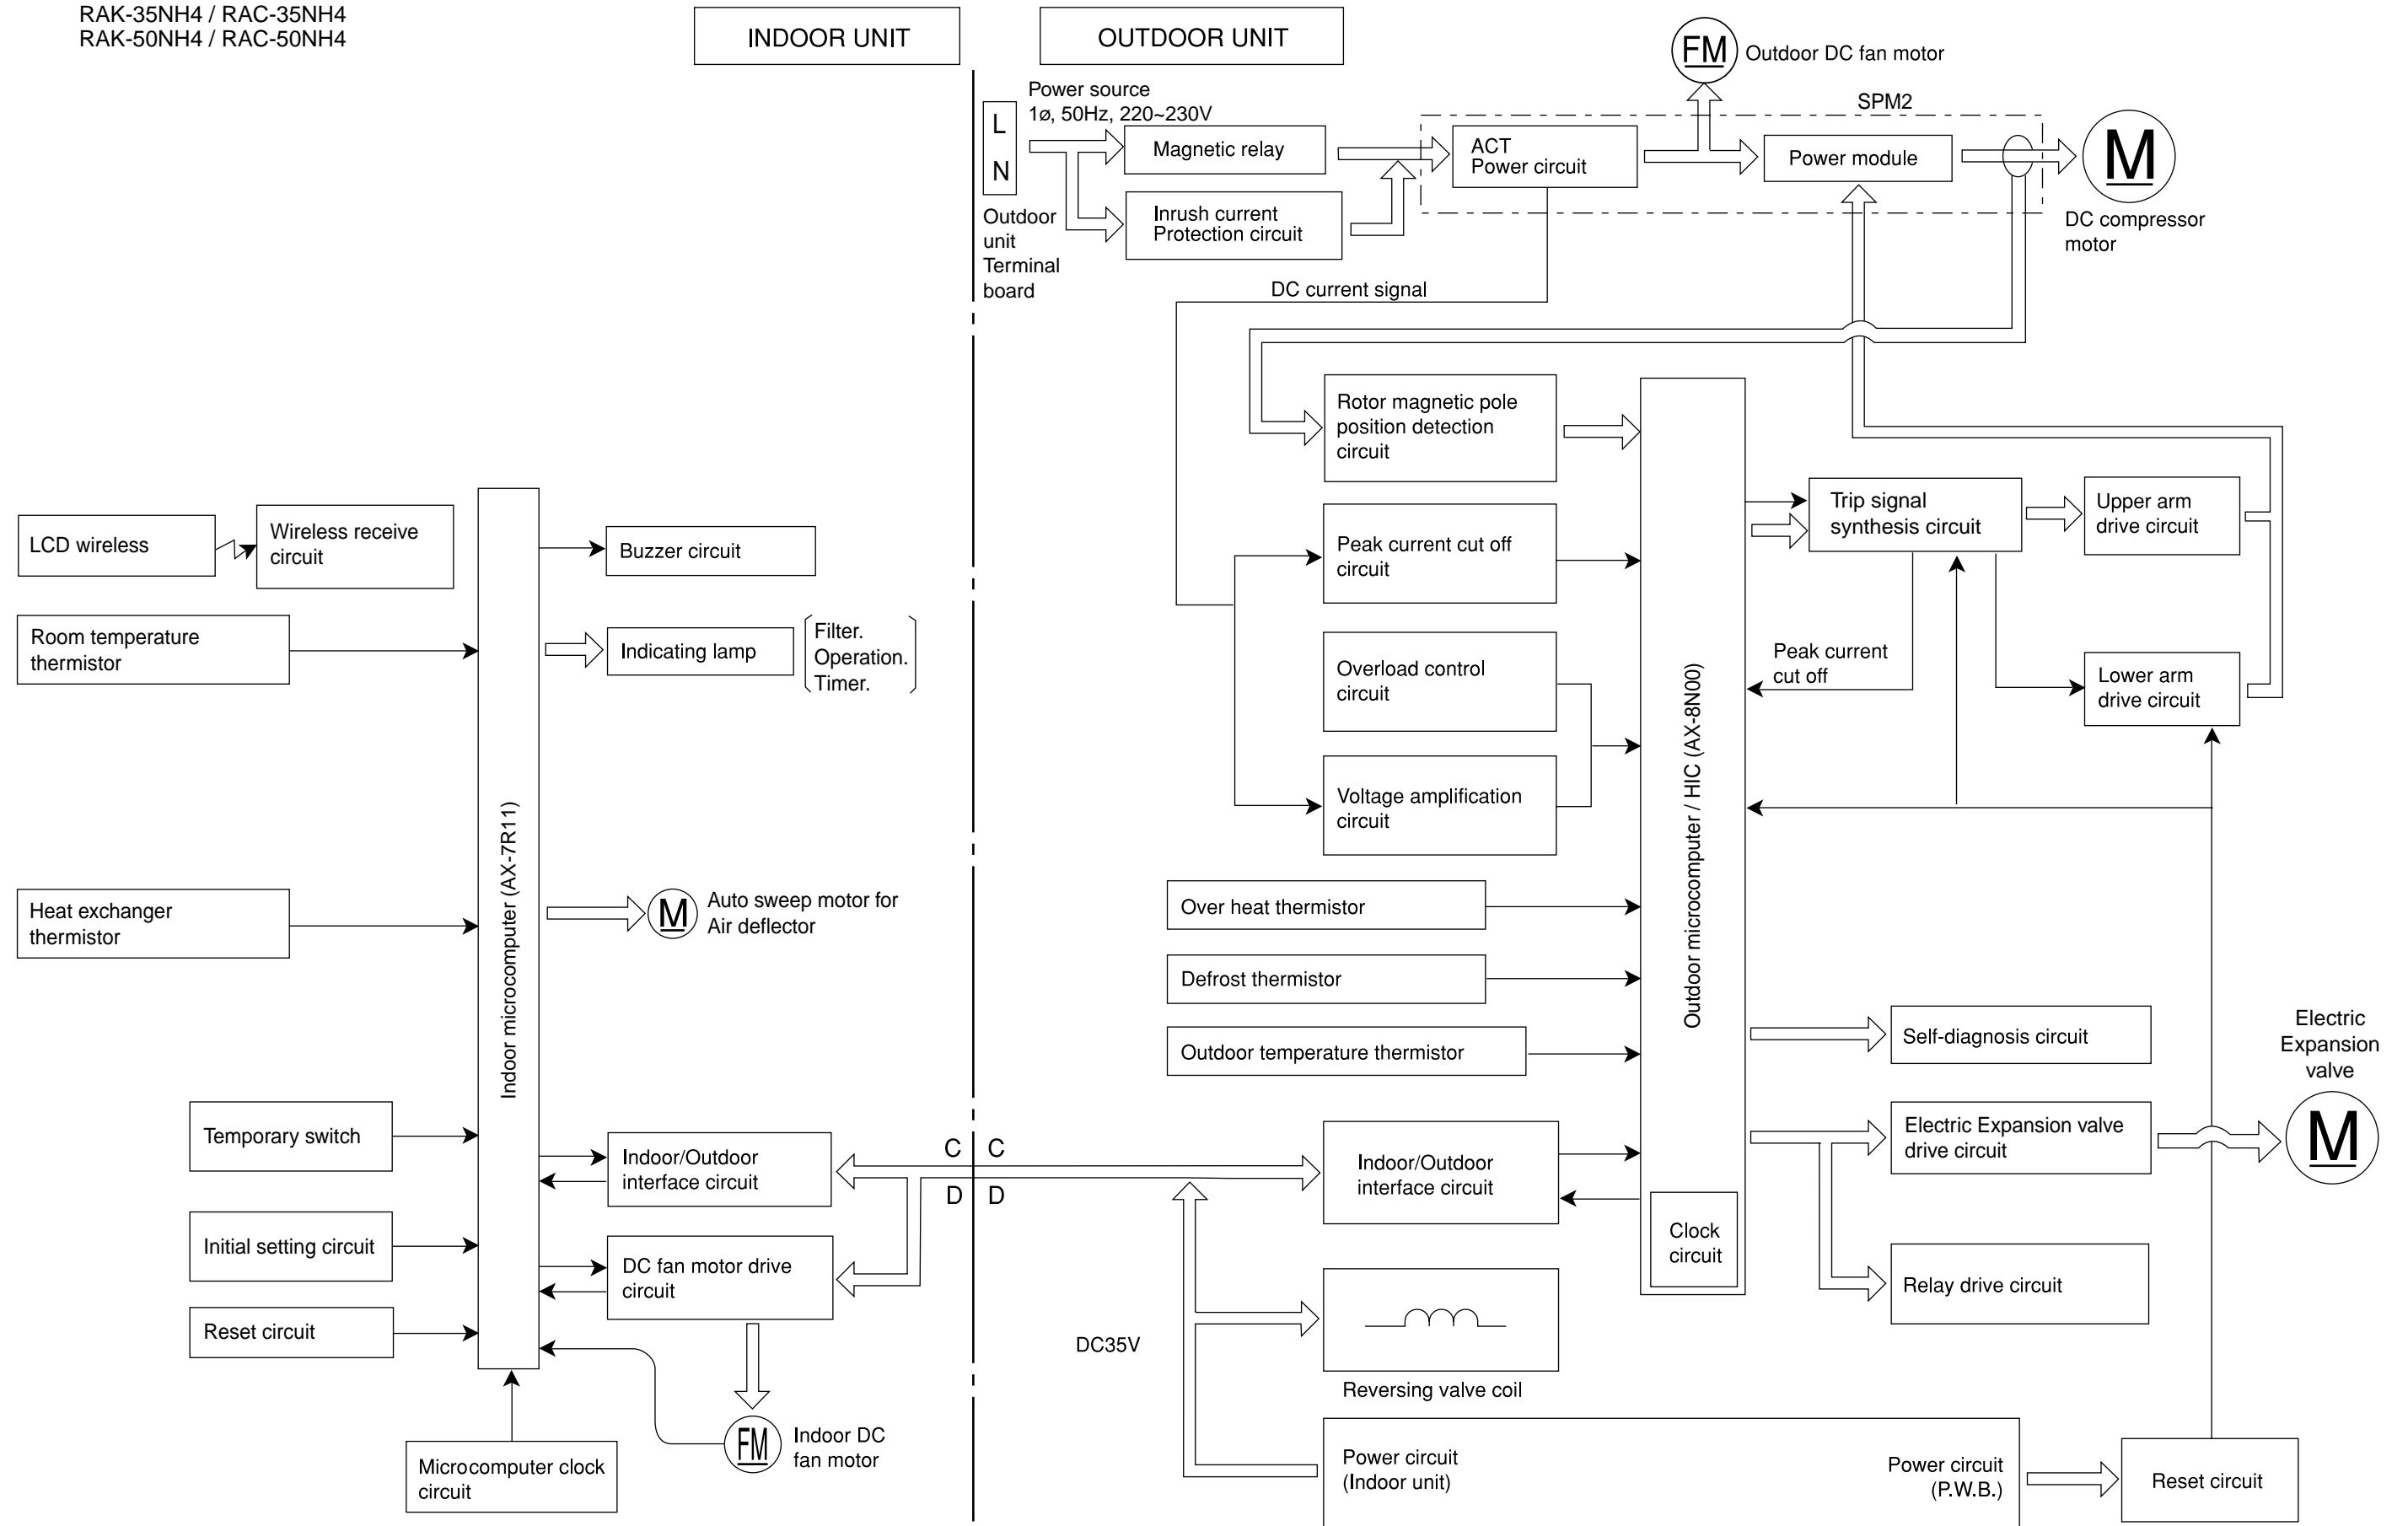 RAK-35NH4 / RAC-35NH4
RAK-50NH4 / RAC-50NH4
INDOOR UNIT
OUTDOOR UNIT
FM
Outdoor DC fan motor
Power source
1ø, 50Hz, 220~230V
SPM2
L
N
Magnetic relay
ACT
Power circuit
Power module
M
Outdoor
unit
Terminal
board
Inrush current
Protection circuit
DC compressor
motor
DC current signal
Rotor magnetic pole
position detection
circuit
LCD wireless
Wireless receive
circuit
Buzzer circuit
Peak current cut off
circuit
Trip signal
synthesis circuit
Upper arm
drive circuit
Room temperature
thermistor
Indicating lamp
Filter.
Operation.
Timer.
Overload control
circuit
Peak current
cut off
Lower arm
drive circuit
Indoor microcomputer (AX-7R11)
Outdoor microcomputer / HIC (AX-8N00)
Voltage amplification
circuit
Heat exchanger
thermistor
M
Auto sweep motor for
Air deflector
Over heat thermistor
Defrost thermistor
Outdoor temperature thermistor
Self-diagnosis circuit
Electric
Expansion
valve
Temporary switch
Indoor/Outdoor
interface circuit
C C
D D
Indoor/Outdoor
interface circuit
Electric Expansion valve
drive circuit
M
Initial setting circuit
DC fan motor drive
circuit
Clock
circuit
Relay drive circuit
Reset circuit
DC35V
Reversing valve coil
Microcomputer clock
circuit
FM
Indoor DC
fan motor
Power circuit
(Indoor unit)
Power circuit
(P.W.B.)
Reset circuit